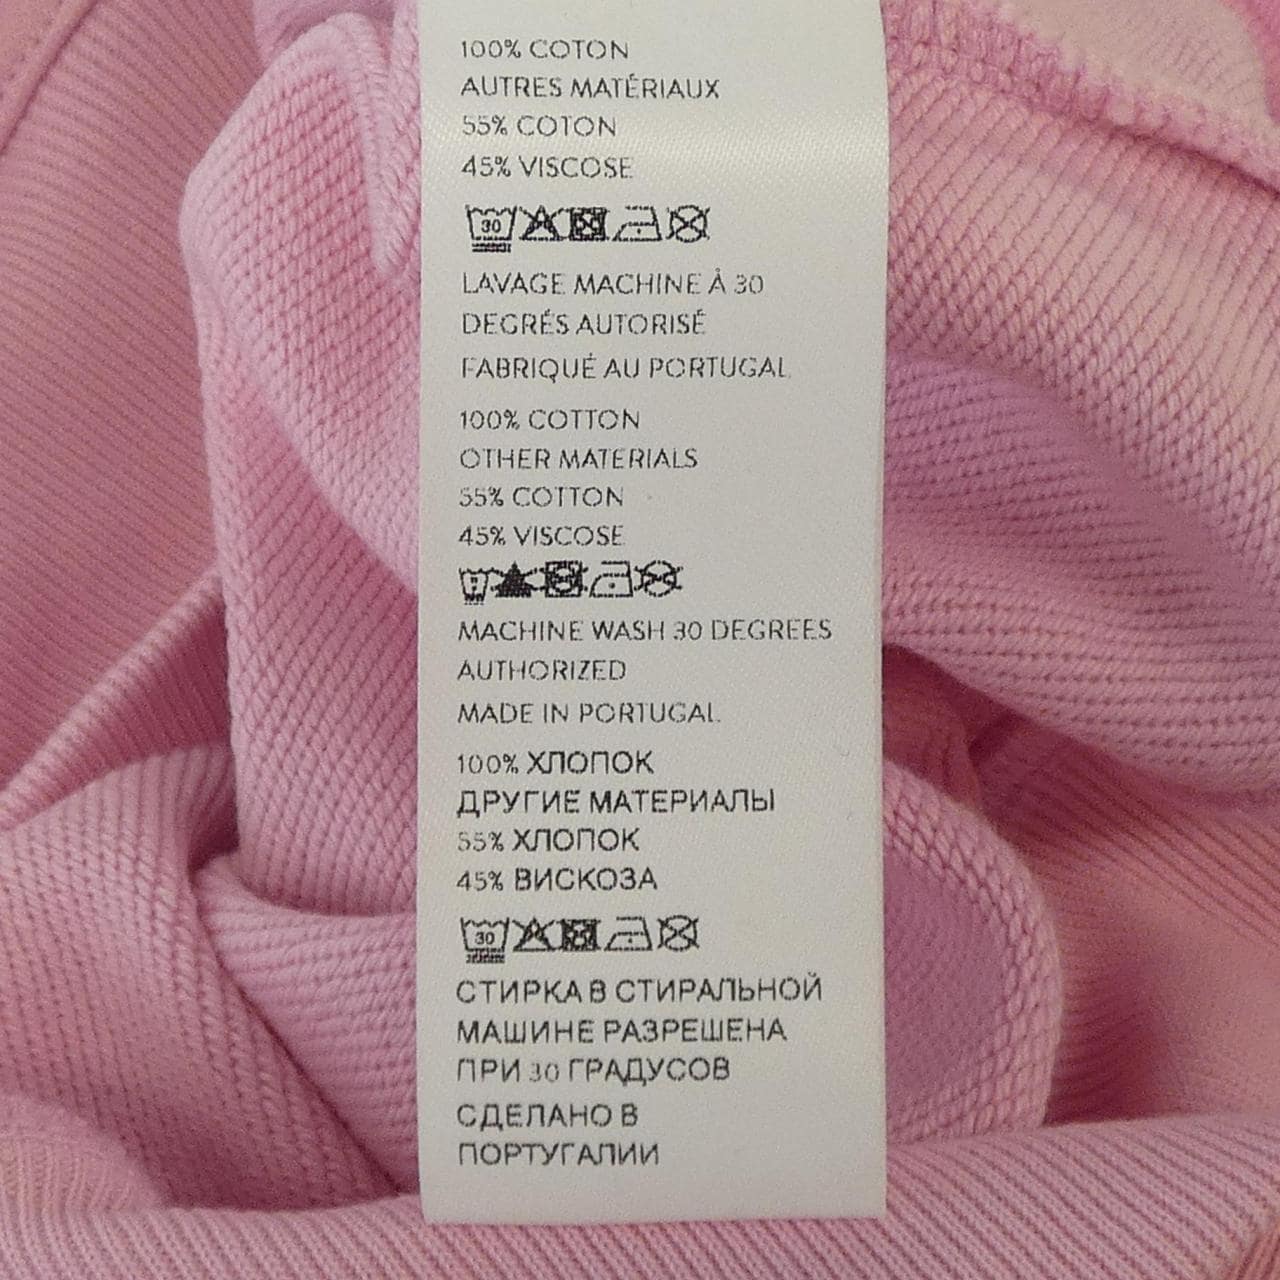 100% COTON
AUTRES MATÉRIAUX
55% COTON
45% VISCOSE
30
LAVAGE MACHINE À 30
DEGRÉS AUTORISÉ
FABRIQUÉ AU PORTUGAL
100% COTTON
OTHER MATERIALS
55% COTTON
45% VISCOSE
MACHINE WASH 30 DEGREES
AUTHORIZED
MADE IN PORTUGAL
100% ХЛОПОК
ДРУГИЕ МАТЕРИАЛЫ
55% ХЛОПОК
45% ВИСКОЗА
30
СТИРКА В СТИРАЛЬНОЙ
МАШИНЕ РАЗРЕШЕНА
ПРИ 30 ГРАДУСОВ
СДЕЛАНО В
ПОРТУГАЛИИ